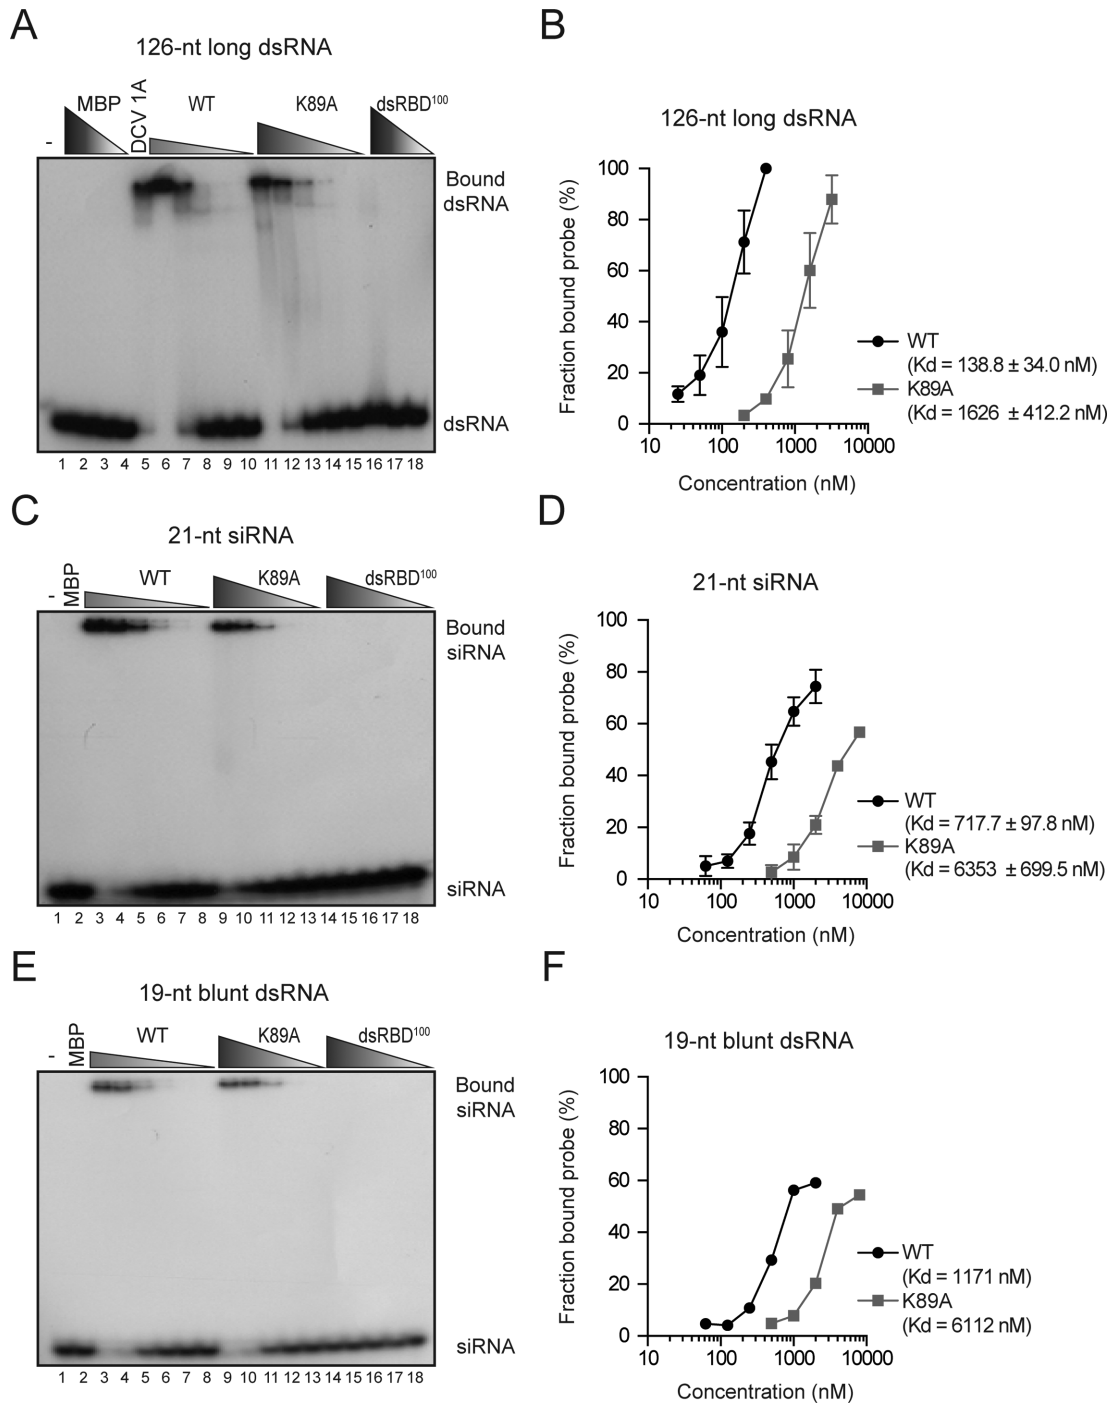 A
126-nt long dsRNA
-
MBP
DCV 1A
WT
K89A
dsRBD¹⁰⁰
Bound
dsRNA
dsRNA
1 2 3 4 5 6 7 8 9 10 11 12 13 14 15 16 17 18
B
126-nt long dsRNA
Fraction bound probe (%)
100
80
60
40
20
0
10 100 1000 10000
Concentration (nM)
WT
(Kd = 138.8 ± 34.0 nM)
K89A
(Kd = 1626 ± 412.2 nM)
C
21-nt siRNA
-
MBP
WT
K89A
dsRBD¹⁰⁰
Bound
siRNA
siRNA
1 2 3 4 5 6 7 8 9 10 11 12 13 14 15 16 17 18
D
21-nt siRNA
Fraction bound probe (%)
100
80
60
40
20
0
10 100 1000 10000
Concentration (nM)
WT
(Kd = 717.7 ± 97.8 nM)
K89A
(Kd = 6353 ± 699.5 nM)
E
19-nt blunt dsRNA
-
MBP
WT
K89A
dsRBD¹⁰⁰
Bound
siRNA
siRNA
1 2 3 4 5 6 7 8 9 10 11 12 13 14 15 16 17 18
F
19-nt blunt dsRNA
Fraction bound probe (%)
100
80
60
40
20
0
10 100 1000 10000
Concentration (nM)
WT
(Kd = 1171 nM)
K89A
(Kd = 6112 nM)